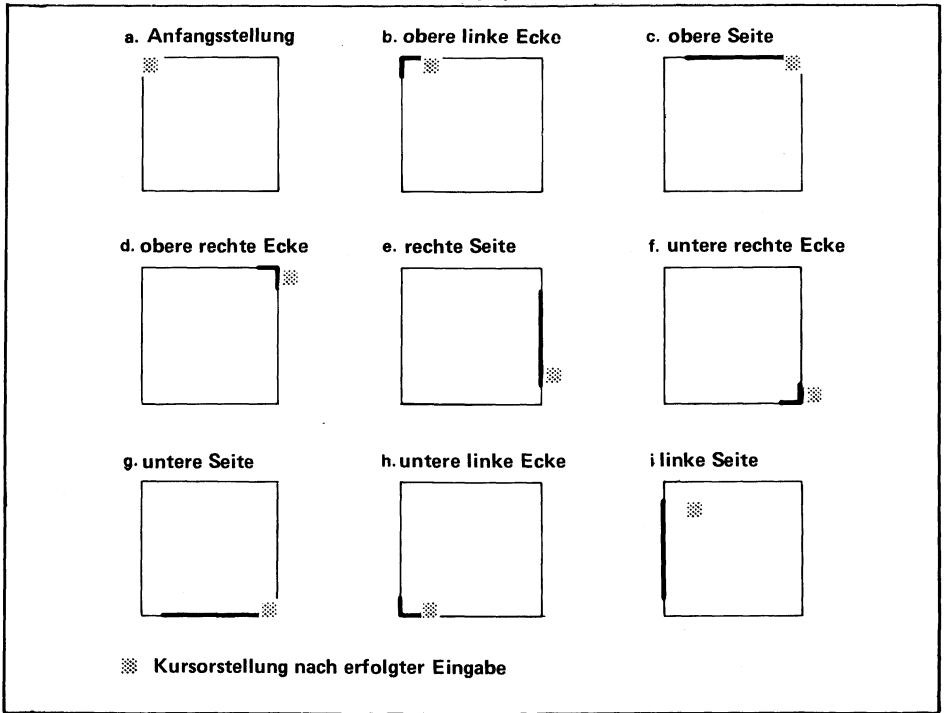 a. Anfangsstellung
b. obere linke Ecke
c. obere Seite
d. obere rechte Ecke
e. rechte Seite
f. untere rechte Ecke
g. untere Seite
h. untere linke Ecke
i linke Seite
Kursorstellung nach erfolgter Eingabe